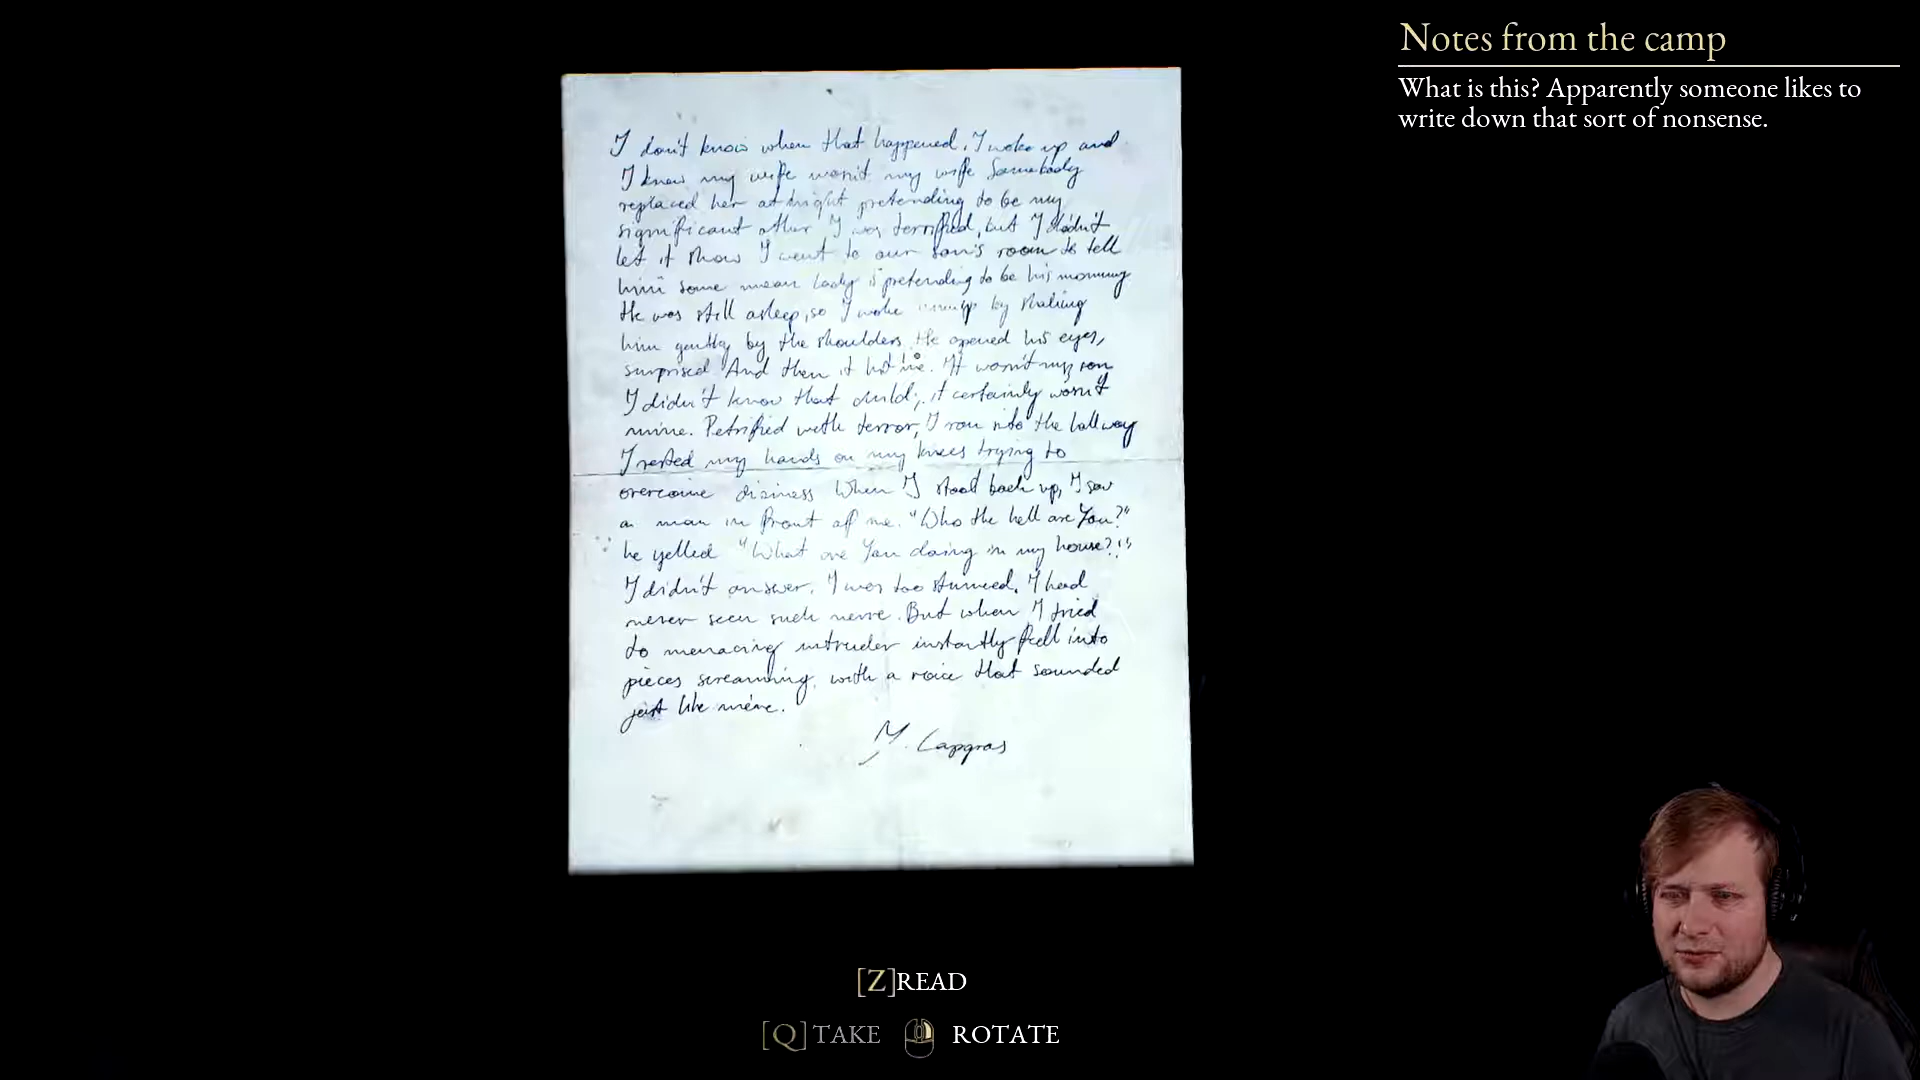 Notes from the camp
What is this? Apparently someone likes to
write down that sort of nonsense.
I don't know when that happened. I woke up and
I knew my wife wasn't my wife Somebody
replaced her at night pretending to be my
significant other I was terrified, but I didn't
let it show I went to our son's room to tell
him some mean lady is pretending to be his mommy
He was still asleep, so I woke up by shaking
him gently by the shoulders He opened his eyes,
surprised And then it hit me. It wasn't my son
I didn't know that child, it certainly wasn't
mine. Petrified with terror, I ran into the hallway
I rested my hands on my knees trying to
overcome diziness When I stood back up, I saw
a man in front of me. "Who the hell are You?"
he yelled "What are You doing in my house?!"
I didn't answer. I was too stunned. I had
never seen such nerve. But when I tried
to menacing intruder instantly fell into
pieces screaming, with a voice that sounded
just like mine.
M. Capgras
[Z]READ
[Q]TAKE ROTATE